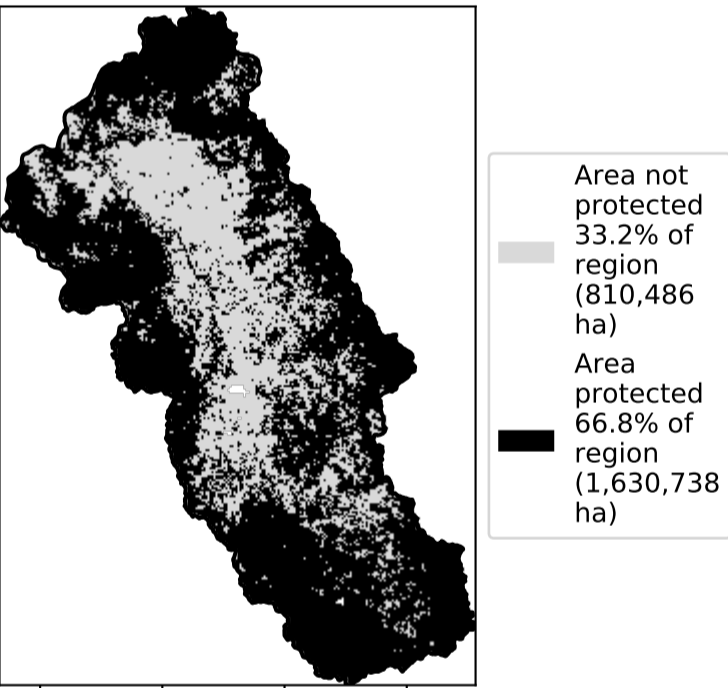 Area not
protected
33.2% of
region
(810,486
ha)
Area
protected
66.8% of
region
(1,630,738
ha)